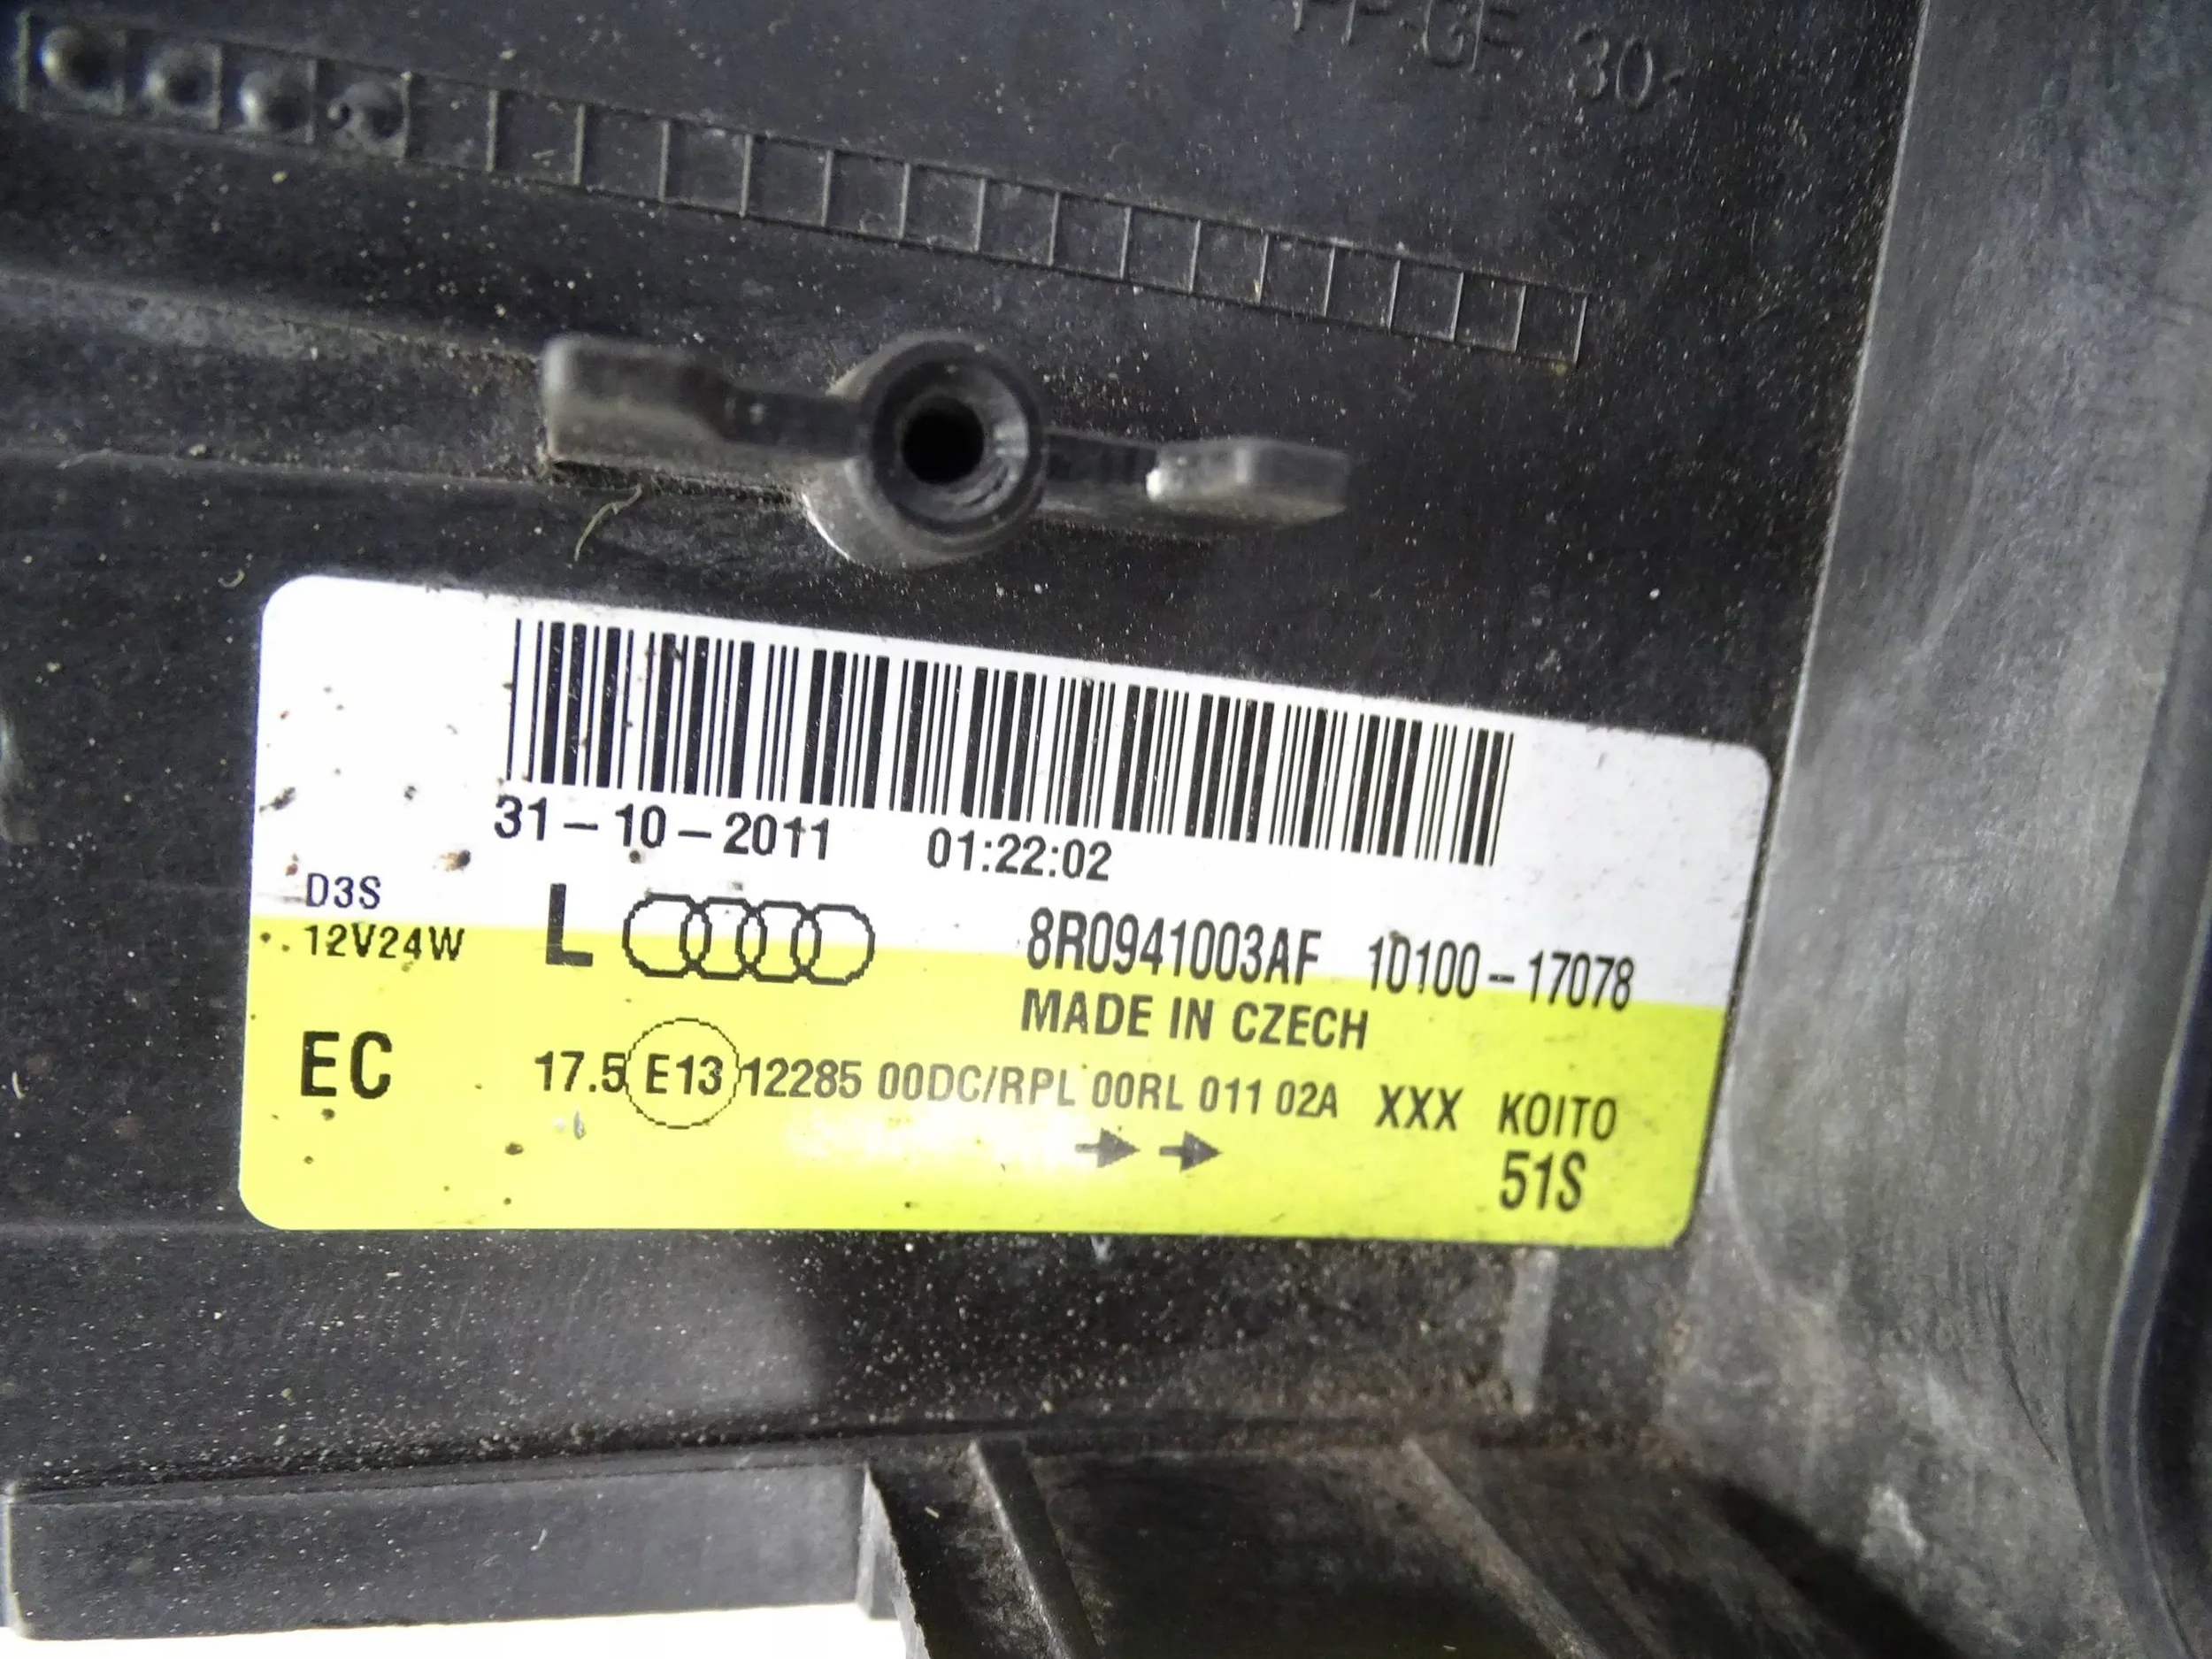 30
31-10-2011 01:22:02
D3S
12V24W
L
8R0941003AF 10100-17078
MADE IN CZECH
EC
17.5 E13 12285 00DC/RPL 00RL 011 02A XXX KOITO
51S